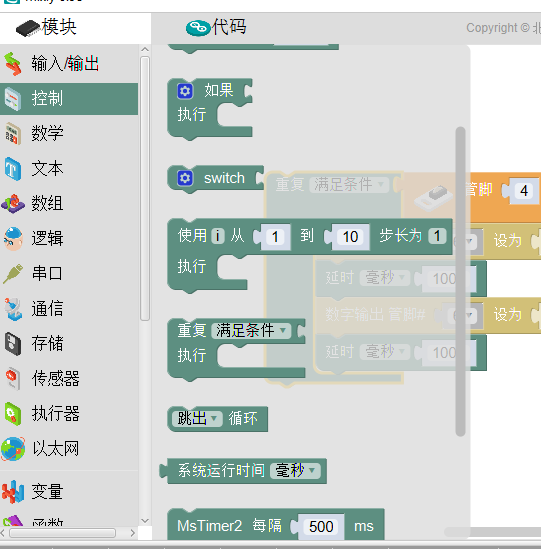 模块
代码
Copyright ©
输入/输出
控制
数学
文本
数组
逻辑
串口
通信
存储
传感器
执行器
以太网
变量
函数
如果
执行
switch
使用 i 从 1 到 10 步长为 1
执行
重复 满足条件
执行
跳出 循环
系统运行时间 毫秒
MsTimer2 每隔 500 ms
重复 满足条件
管脚 4
设为
延时 毫秒 100
数字输出 管脚# 设为
延时 毫秒 100